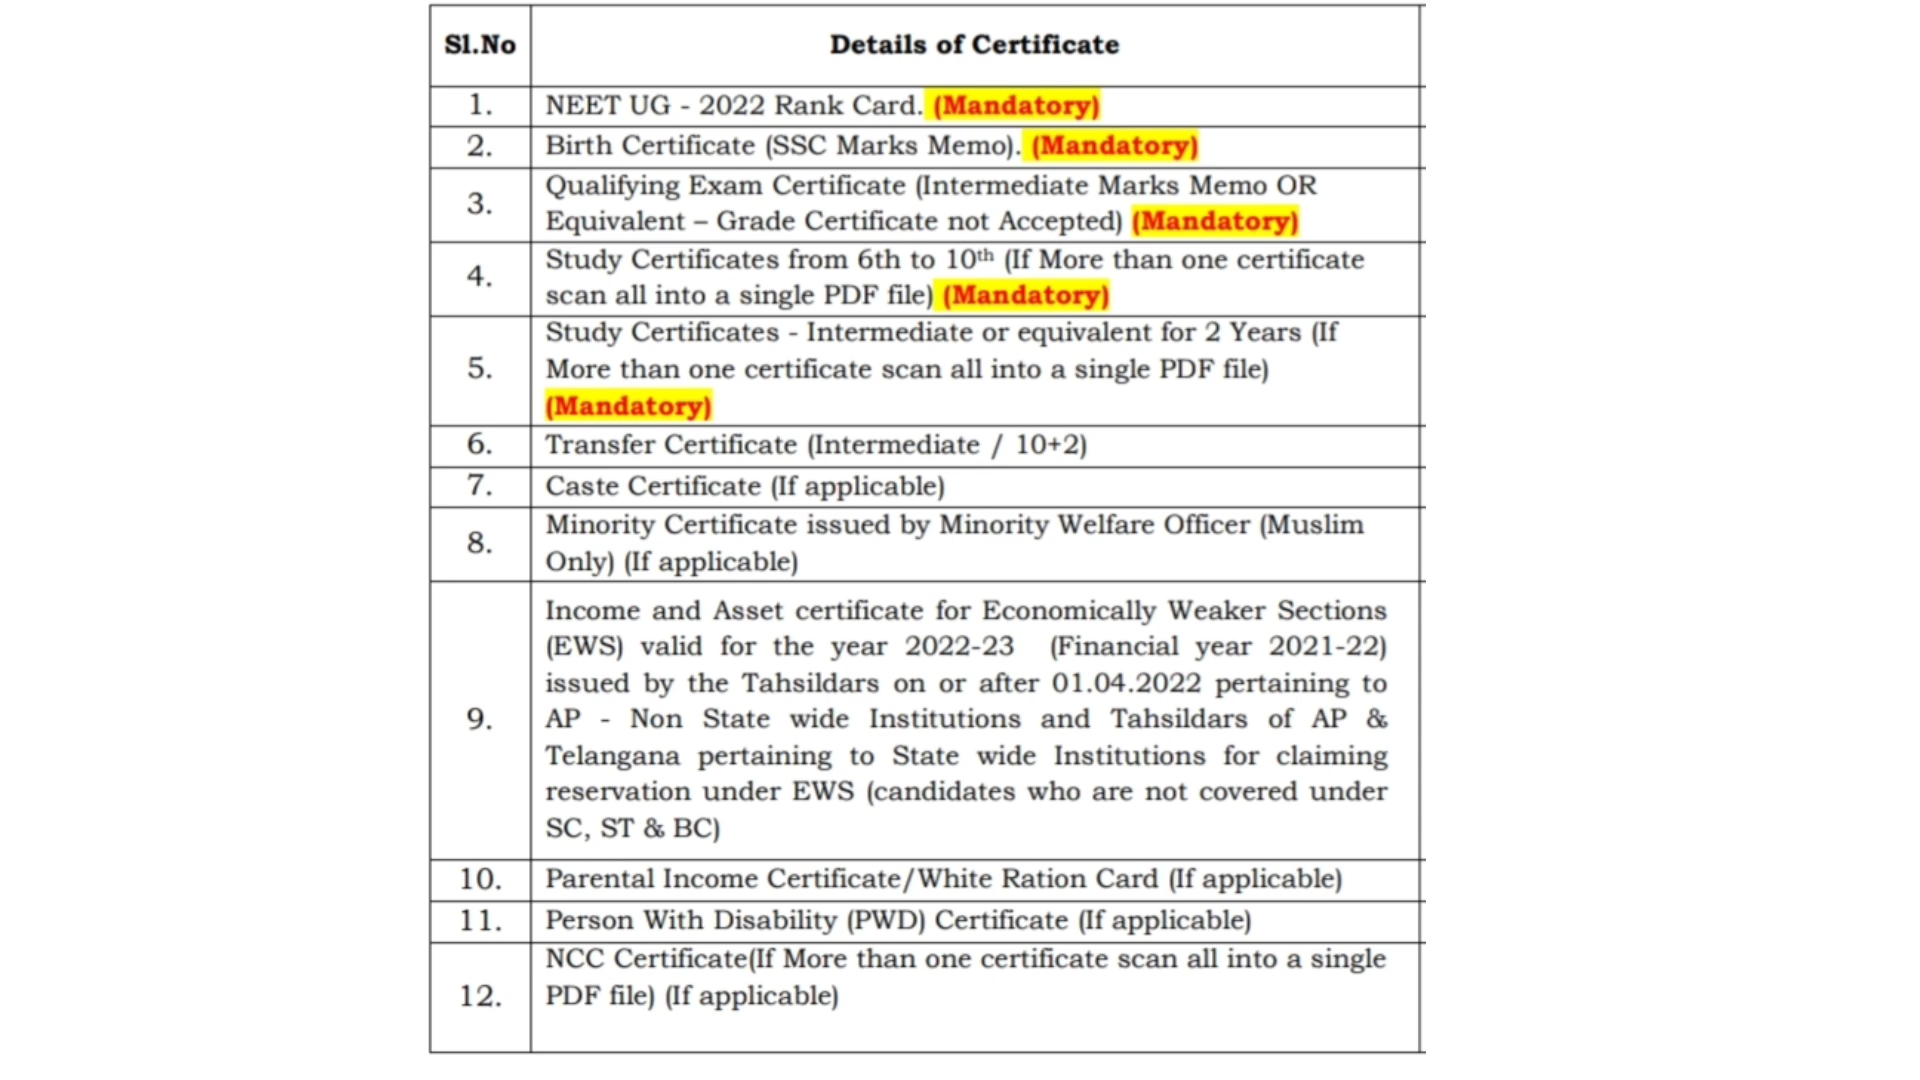 Sl.No Details of Certificate
1. NEET UG - 2022 Rank Card. (Mandatory)
2. Birth Certificate (SSC Marks Memo). (Mandatory)
3. Qualifying Exam Certificate (Intermediate Marks Memo OR
Equivalent – Grade Certificate not Accepted) (Mandatory)
4. Study Certificates from 6th to 10th (If More than one certificate
scan all into a single PDF file) (Mandatory)
5. Study Certificates - Intermediate or equivalent for 2 Years (If
More than one certificate scan all into a single PDF file)
(Mandatory)
6. Transfer Certificate (Intermediate / 10+2)
7. Caste Certificate (If applicable)
8. Minority Certificate issued by Minority Welfare Officer (Muslim
Only) (If applicable)
9. Income and Asset certificate for Economically Weaker Sections
(EWS) valid for the year 2022-23 (Financial year 2021-22)
issued by the Tahsildars on or after 01.04.2022 pertaining to
AP - Non State wide Institutions and Tahsildars of AP &
Telangana pertaining to State wide Institutions for claiming
reservation under EWS (candidates who are not covered under
SC, ST & BC)
10. Parental Income Certificate/White Ration Card (If applicable)
11. Person With Disability (PWD) Certificate (If applicable)
12. NCC Certificate(If More than one certificate scan all into a single
PDF file) (If applicable)